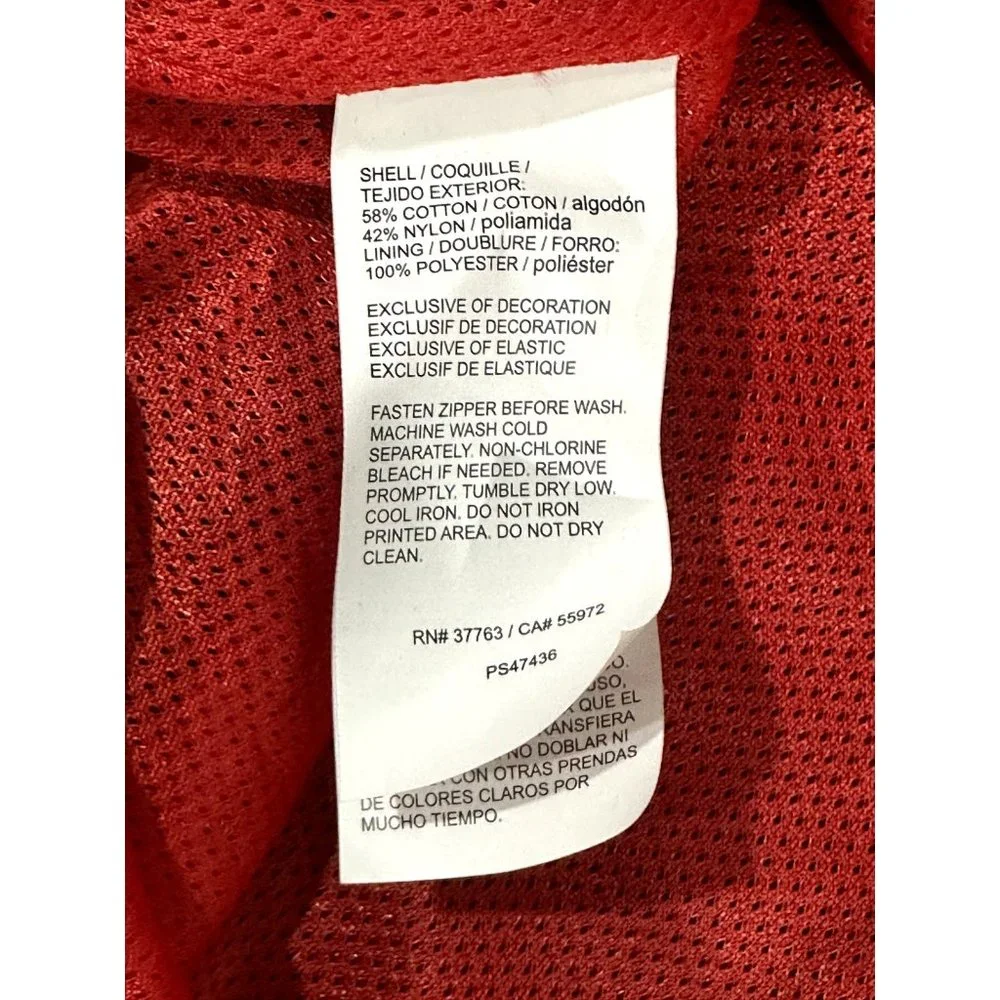 SHELL / COQUILLE /
TEJIDO EXTERIOR:
58% COTTON / COTON / algodón
42% NYLON / poliamida
LINING / DOUBLURE / FORRO:
100% POLYESTER / poliéster
EXCLUSIVE OF DECORATION
EXCLUSIF DE DECORATION
EXCLUSIVE OF ELASTIC
EXCLUSIF DE ELASTIQUE
FASTEN ZIPPER BEFORE WASH.
MACHINE WASH COLD
SEPARATELY. NON-CHLORINE
BLEACH IF NEEDED. REMOVE
PROMPTLY. TUMBLE DRY LOW.
COOL IRON. DO NOT IRON
PRINTED AREA. DO NOT DRY
CLEAN.
RN# 37763 / CA# 55972
PS47436
QUE EL
NO DOBLAR NI
CON OTRAS PRENDAS
DE COLORES CLAROS POR
MUCHO TIEMPO.